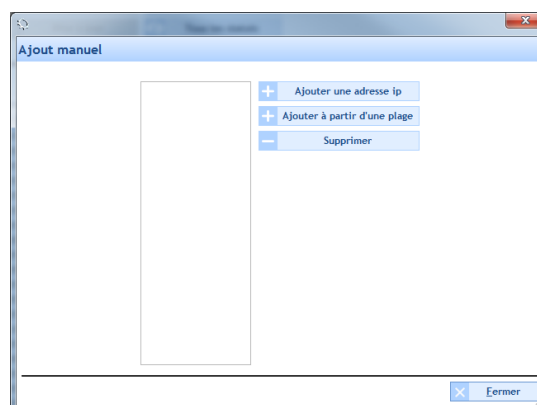 Ajout manuel
Ajouter une adresse ip
Ajouter à partir d'une plage
Supprimer
Fermer